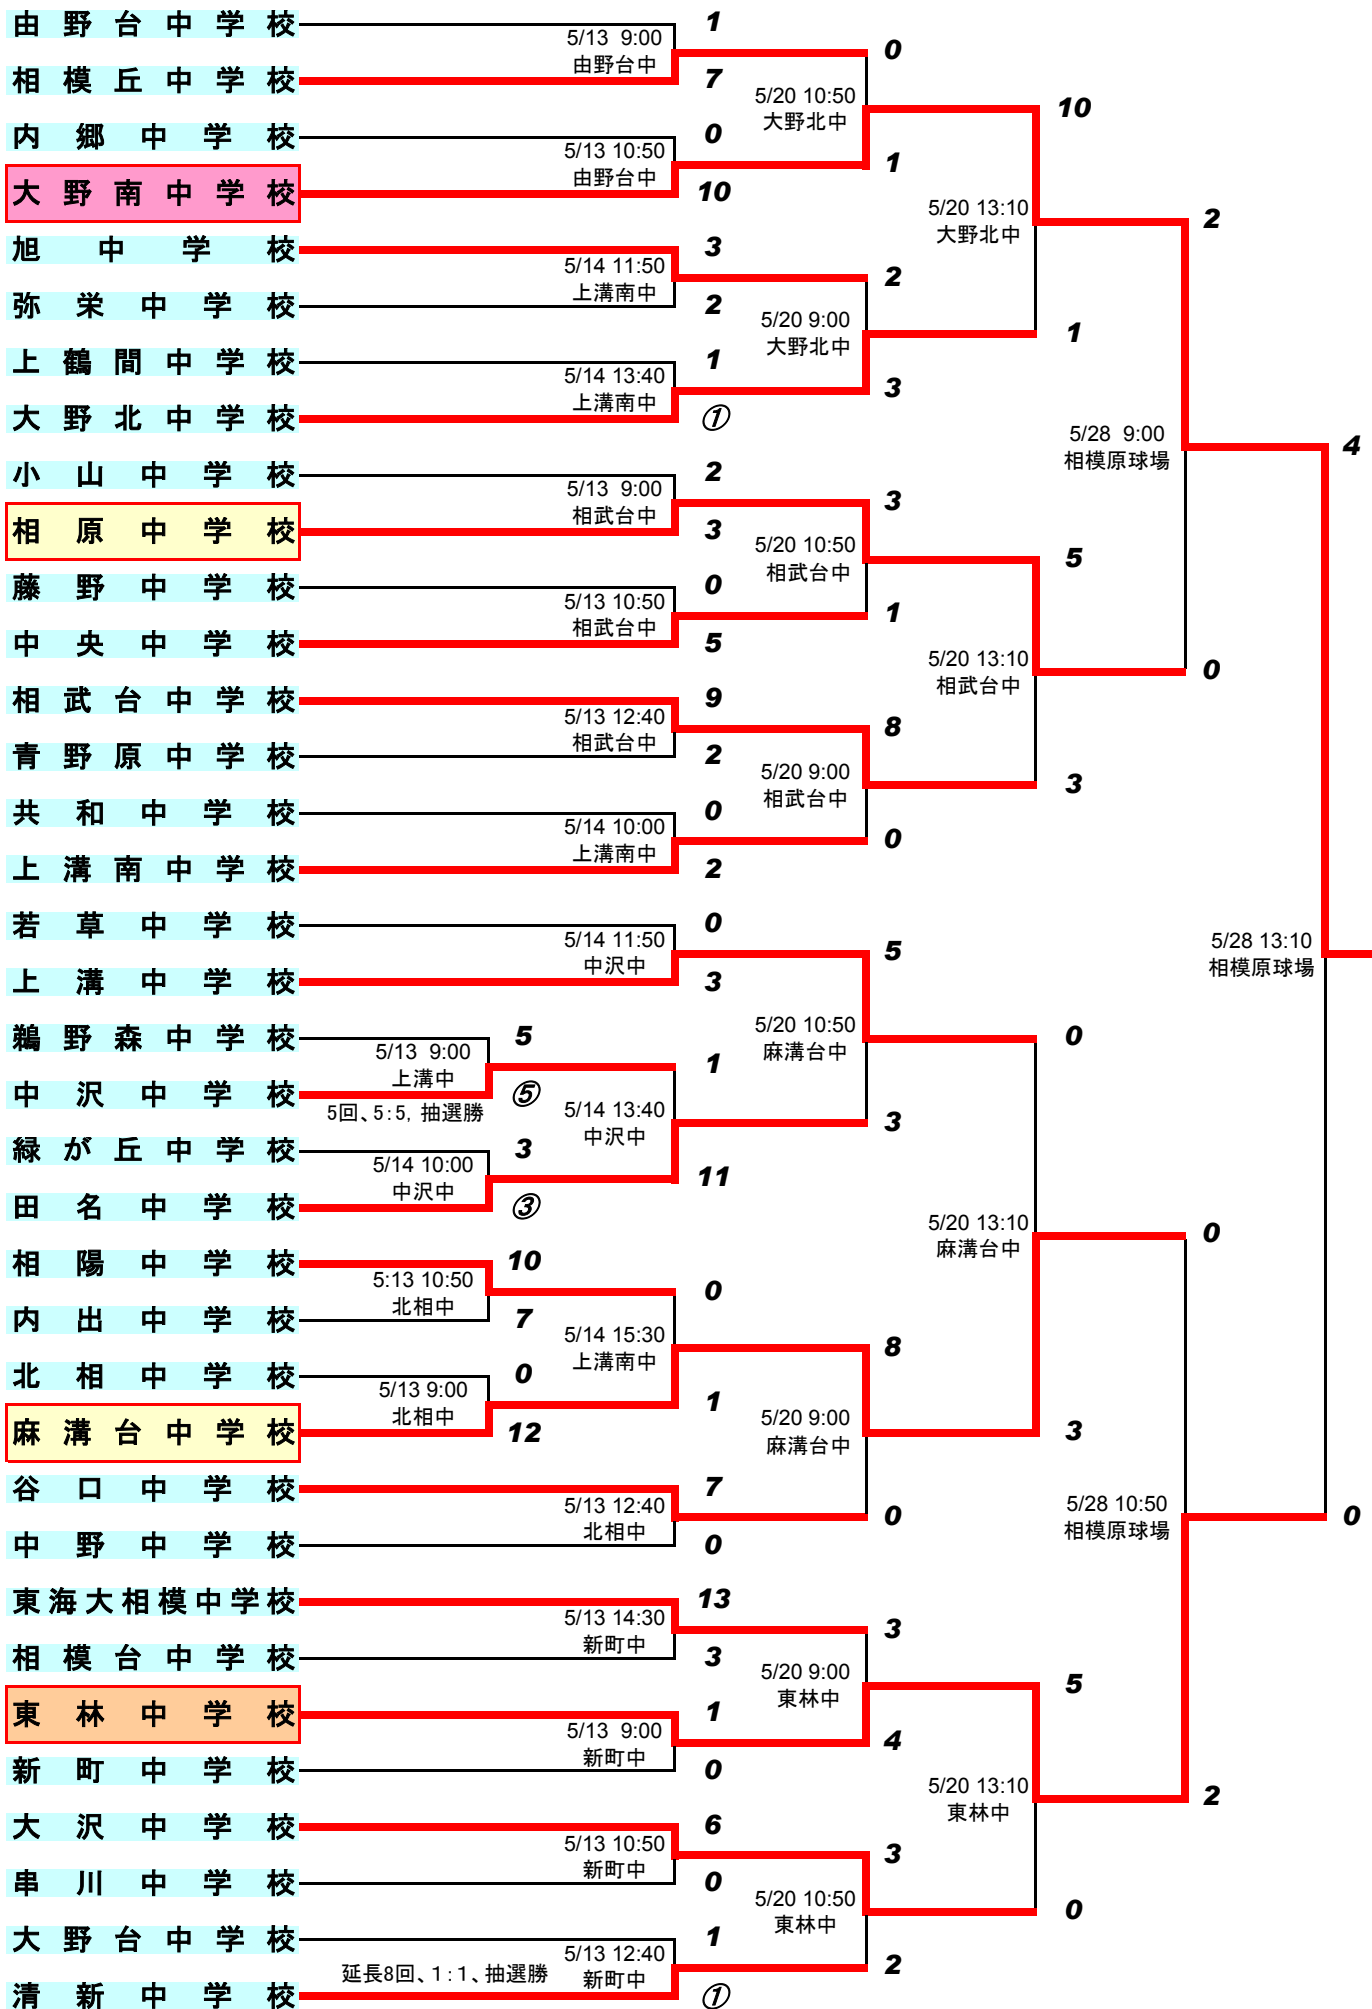 由野台中学校
1
5/13 9:00
由野台中
0
相模丘中学校
7
5/20 10:50
大野北中
10
内郷中学校
0
5/13 10:50
由野台中
1
大野南中学校
10
5/20 13:10
大野北中
2
旭中学校
3
5/14 11:50
上溝南中
2
弥栄中学校
2
5/20 9:00
大野北中
1
上鶴間中学校
1
5/14 13:40
上溝南中
3
大野北中学校
①
5/28 9:00
相模原球場
4
小山中学校
2
5/13 9:00
相武台中
3
相原中学校
3
5/20 10:50
相武台中
5
藤野中学校
0
5/13 10:50
相武台中
1
中央中学校
5
5/20 13:10
相武台中
0
相武台中学校
9
5/13 12:40
相武台中
8
青野原中学校
2
5/20 9:00
相武台中
3
共和中学校
0
5/14 10:00
上溝南中
0
上溝南中学校
2
若草中学校
0
5/14 11:50
中沢中
5
5/28 13:10
相模原球場
上溝中学校
3
5/20 10:50
麻溝台中
0
鵜野森中学校
5
5/13 9:00
上溝中
1
中沢中学校
⑤
5回、5:5, 抽選勝
5/14 13:40
中沢中
3
緑が丘中学校
3
5/14 10:00
中沢中
11
田名中学校
③
5/20 13:10
麻溝台中
0
相陽中学校
10
5:13 10:50
北相中
0
内出中学校
7
5/14 15:30
上溝南中
8
北相中学校
0
5/13 9:00
北相中
1
麻溝台中学校
12
5/20 9:00
麻溝台中
3
谷口中学校
7
5/13 12:40
北相中
0
5/28 10:50
相模原球場
0
中野中学校
0
東海大相模中学校
13
5/13 14:30
新町中
3
相模台中学校
3
5/20 9:00
東林中
5
東林中学校
1
5/13 9:00
新町中
4
新町中学校
0
5/20 13:10
東林中
2
大沢中学校
6
5/13 10:50
新町中
3
串川中学校
0
5/20 10:50
東林中
0
大野台中学校
1
延長8回、1:1、抽選勝
5/13 12:40
新町中
2
清新中学校
①